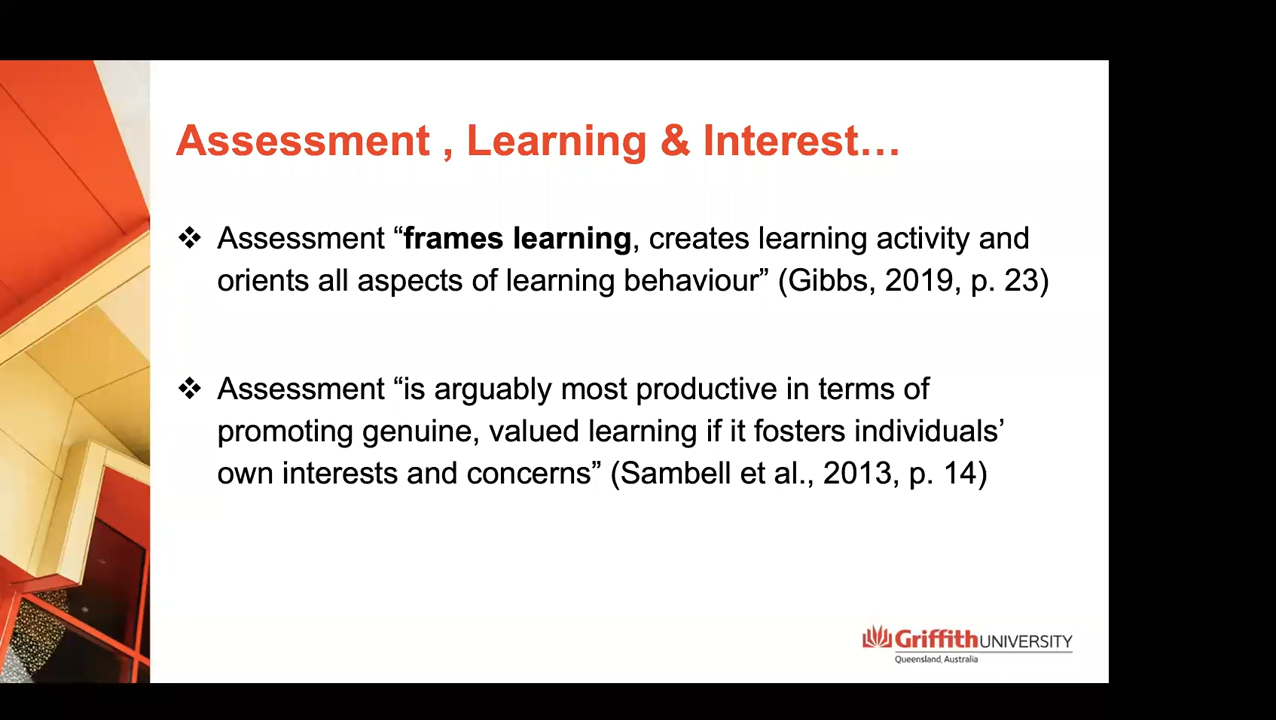 Assessment , Learning & Interest…
❖ Assessment “frames learning, creates learning activity and
orients all aspects of learning behaviour” (Gibbs, 2019, p. 23)
❖ Assessment “is arguably most productive in terms of
promoting genuine, valued learning if it fosters individuals’
own interests and concerns” (Sambell et al., 2013, p. 14)
Griffith UNIVERSITY
Queensland, Australia